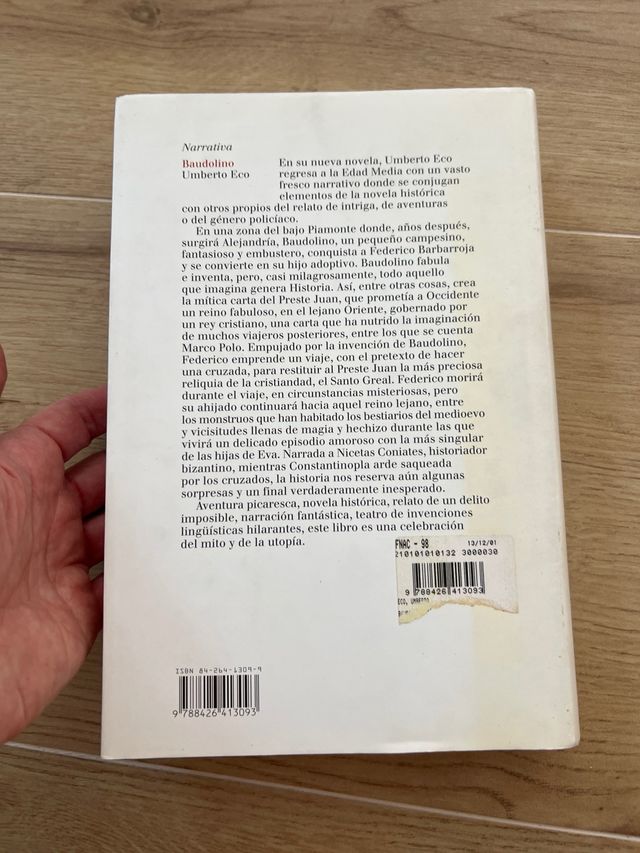 Narrativa
Baudolino
Umberto Eco
En su nueva novela, Umberto Eco
regresa a la Edad Media con un vasto
fresco narrativo donde se conjugan
elementos de la novela histórica
con otros propios del relato de intriga, de aventuras
o del género policíaco.
En una zona del bajo Piamonte donde, años después,
surgirá Alejandría, Baudolino, un pequeño campesino,
fantasioso y embustero, conquista a Federico Barbarroja
y se convierte en su hijo adoptivo. Baudolino fabula
e inventa, pero, casi milagrosamente, todo aquello
que imagina genera Historia. Así, entre otras cosas, crea
la mítica carta del Preste Juan, que prometía a Occidente
un reino fabuloso, en el lejano Oriente, gobernado por
un rey cristiano, una carta que ha nutrido la imaginación
de muchos viajeros posteriores, entre los que se cuenta
Marco Polo. Empujado por la invención de Baudolino,
Federico emprende un viaje, con el pretexto de hacer
una cruzada, para restituir al Preste Juan la más preciosa
reliquia de la cristiandad, el Santo Greal. Federico morirá
durante el viaje, en circunstancias misteriosas, pero
su ahijado continuará hacia aquel reino lejano, entre
los monstruos que han habitado los bestiarios del medioevo
y vicisitudes llenas de magia y hechizo durante las que
vivirá un delicado episodio amoroso con la más singular
de las hijas de Eva. Narrada a Nicetas Coniates, historiador
bizantino, mientras Constantinopla arde saqueada
por los cruzados, la historia nos reserva aún algunas
sorpresas y un final verdaderamente inesperado.
Aventura picaresca, novela histórica, relato de un delito
imposible, narración fantástica, teatro de invenciones
lingüísticas hilarantes, este libro es una celebración
del mito y de la utopía.
FNAC - 98 13/12/01
210101010132 3000030
9 788426 413093
ECO, UMBERTO
ISBN 84-264-1309-9
9 788426 413093